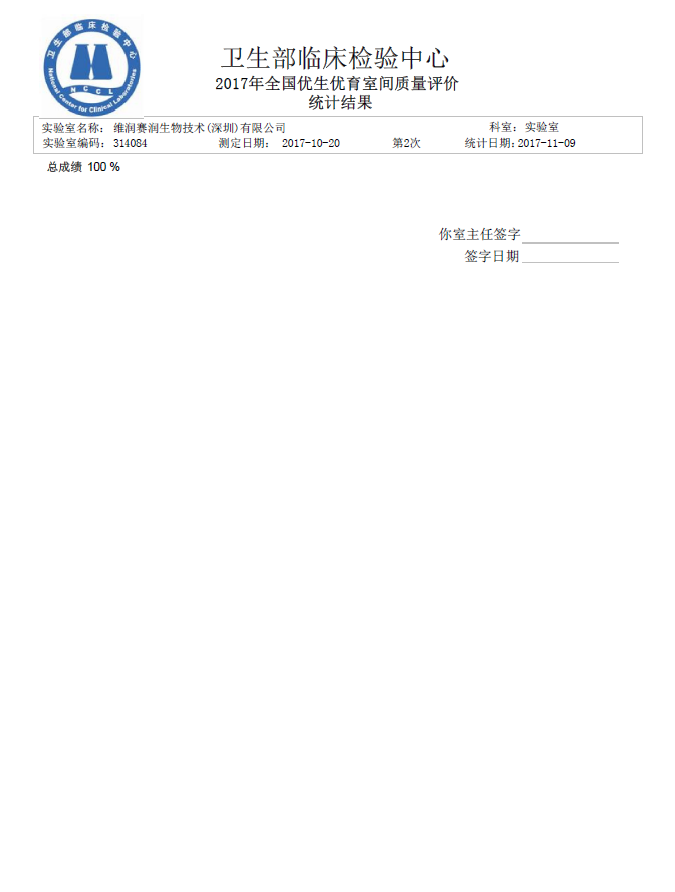 卫生部临床检验中心
NCCL
National Center for Clinical Laboratories
卫生部临床检验中心
2017年全国优生优育室间质量评价
统计结果
实验室名称: 维润赛润生物技术(深圳)有限公司 科室: 实验室
实验室编码: 314084 测定日期: 2017-10-20 第2次 统计日期: 2017-11-09
总成绩 100 %
你室主任签字
签字日期